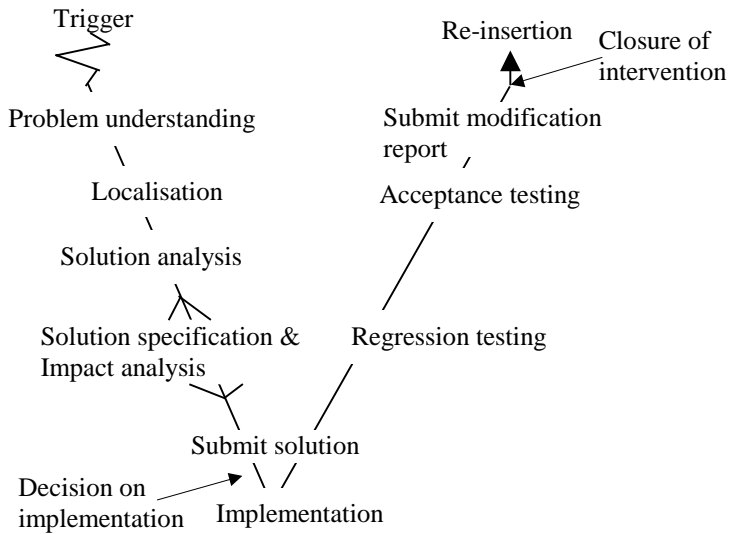 Trigger
Problem understanding
Localisation
Solution analysis
Solution specification &
Impact analysis
Submit solution
Decision on
implementation
Implementation
Regression testing
Acceptance testing
Submit modification
report
Re-insertion
Closure of
intervention